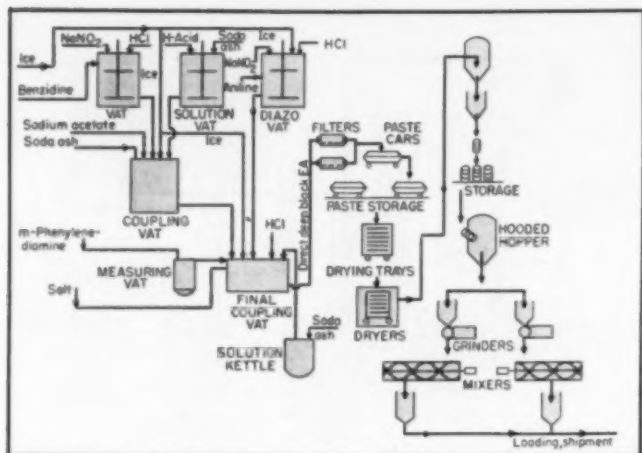 NaNO2
HCl
H-Acid
Soda
ash
Ice
HCl
Ice
NaNO2
Ice
Aniline
Benzidine
VAT
SOLUTION
VAT
DIAZO
VAT
Sodium acetate
Soda ash
Ice
FILTERS
PASTE
CARS
STORAGE
COUPLING
VAT
Direct deep black EA
PASTE STORAGE
HOODED
HOPPER
m-Phenylene-
diamine
HCl
MEASURING
VAT
DRYING TRAYS
Salt
FINAL
COUPLING
VAT
Soda
ash
DRYERS
GRINDERS
SOLUTION
KETTLE
MIXERS
Loading, shipment